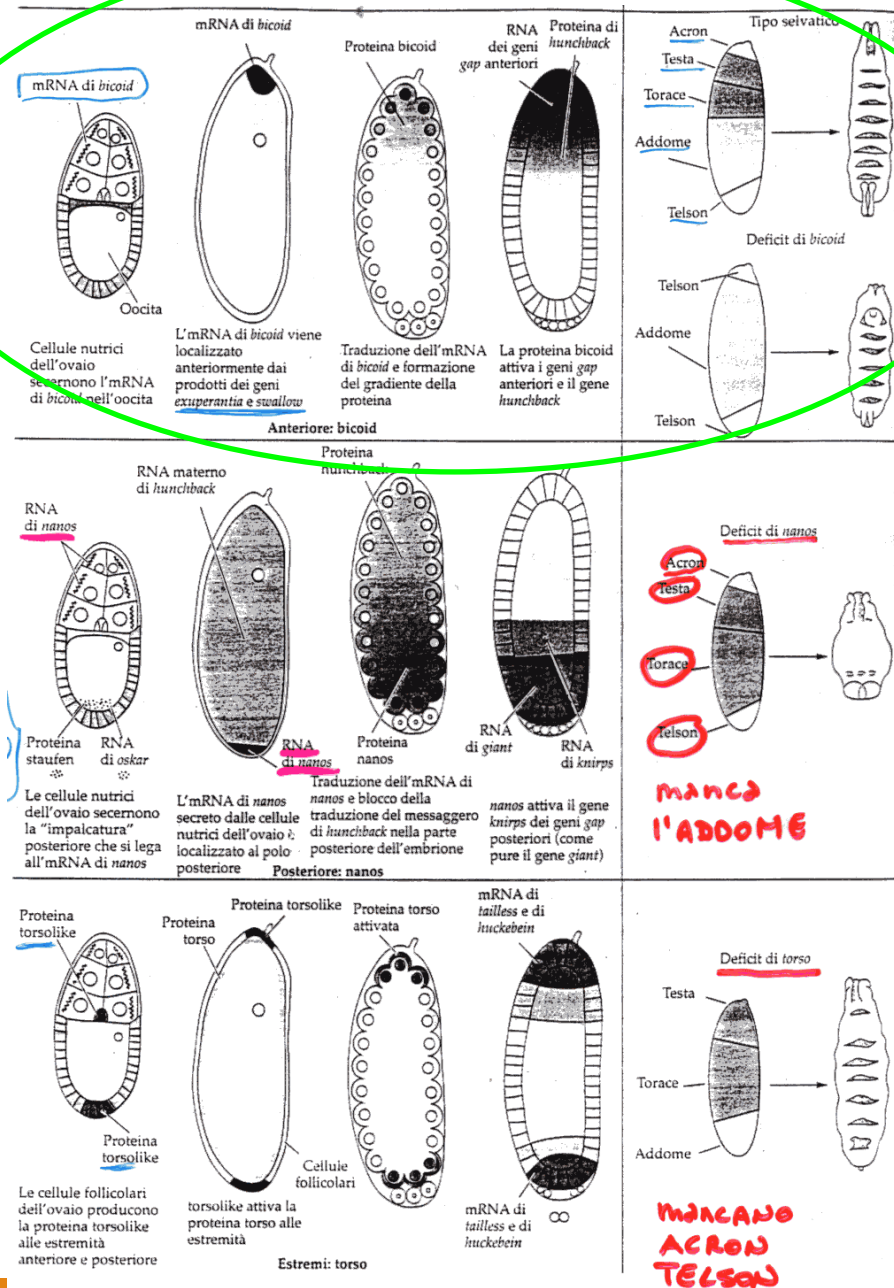 mRNA di bicoid
mRNA di bicoid
Oocita
Cellule nutrici
dell'ovaio
secernono l'mRNA
di bicoid nell'oocita
L'mRNA di bicoid viene
localizzato
anteriormente dai
prodotti dei geni
exuperantia e swallow
Proteina bicoid
Traduzione dell'mRNA
di bicoid e formazione
del gradiente della
proteina
RNA
dei geni
gap anteriori
Proteina di
hunchback
La proteina bicoid
attiva i geni gap
anteriori e il gene
hunchback
Anteriore: bicoid
Tipo selvatico
Acron
Testa
Torace
Addome
Telson
Deficit di bicoid
Telson
Addome
Telson
RNA
di nanos
Proteina
staufen
RNA
di oskar
Le cellule nutrici
dell'ovaio secernono
la "impalcatura"
posteriore che si lega
all'mRNA di nanos
RNA materno
di hunchback
RNA
di nanos
L'mRNA di nanos
secreto dalle cellule
nutrici dell'ovaio è
localizzato al polo
posteriore
Proteina
hunchback
Proteina
nanos
Traduzione dell'mRNA di
nanos e blocco della
traduzione del messaggero
di hunchback nella parte
posteriore dell'embrione
RNA
di giant
RNA
di knirps
nanos attiva il gene
knirps dei geni gap
posteriori (come
pure il gene giant)
Posteriore: nanos
Deficit di nanos
Acron
Testa
Torace
Telson
manca
l'ADDOME
Proteina
torsolike
Proteina
torsolike
Le cellule follicolari
dell'ovaio producono
la proteina torsolike
alle estremità
anteriore e posteriore
Proteina
torso
Proteina torsolike
Cellule
follicolari
torsolike attiva la
proteina torso alle
estremità
Proteina torso
attivata
mRNA di
tailless e di
huckebein
mRNA di
tailless e di
huckebein
Estremi: torso
Deficit di torso
Testa
Torace
Addome
MANCANO
ACRON
TELSON